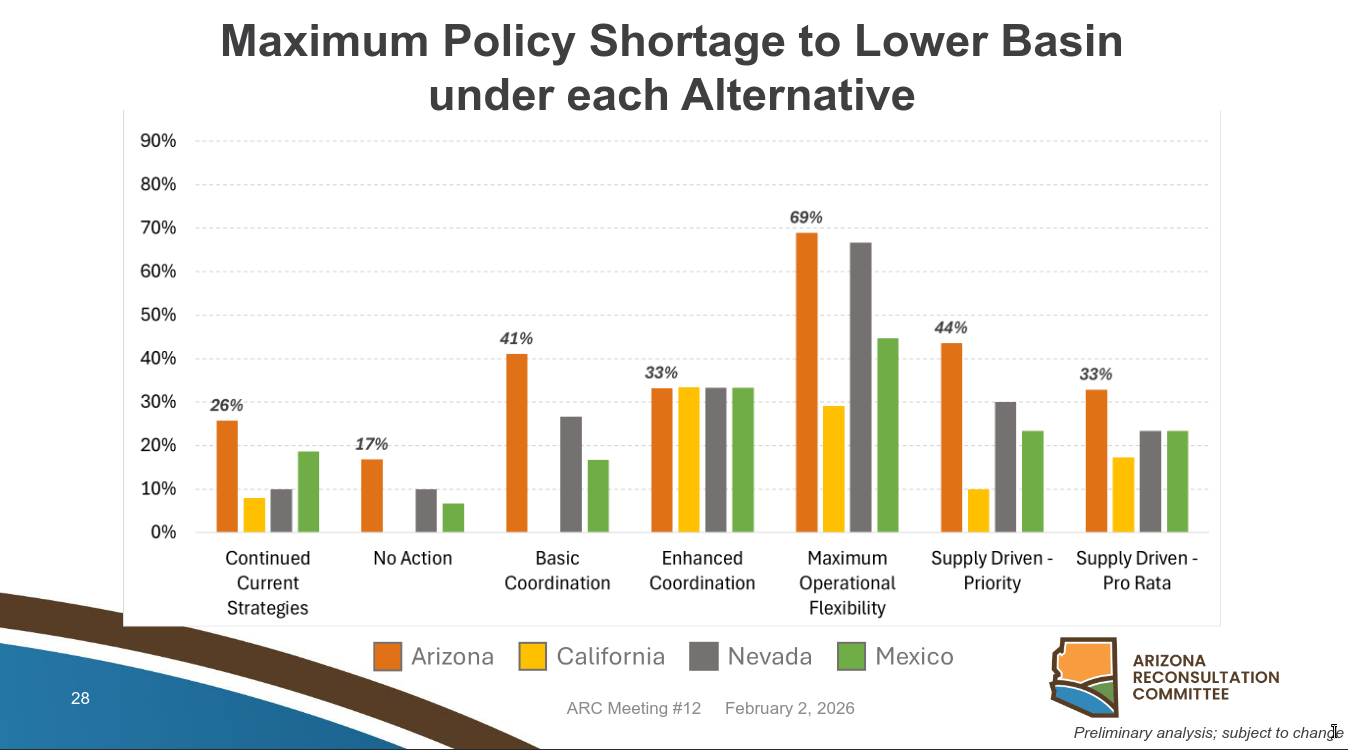 Maximum Policy Shortage to Lower Basin
under each Alternative
90%
80%
70%
60%
50%
40%
30%
20%
10%
0%
26%
17%
41%
33%
69%
44%
33%
Continued
Current
Strategies
No Action
Basic
Coordination
Enhanced
Coordination
Maximum
Operational
Flexibility
Supply Driven -
Priority
Supply Driven -
Pro Rata
Arizona
California
Nevada
Mexico
ARIZONA
RECONSULTATION
COMMITTEE
28
ARC Meeting #12 February 2, 2026
Preliminary analysis; subject to change